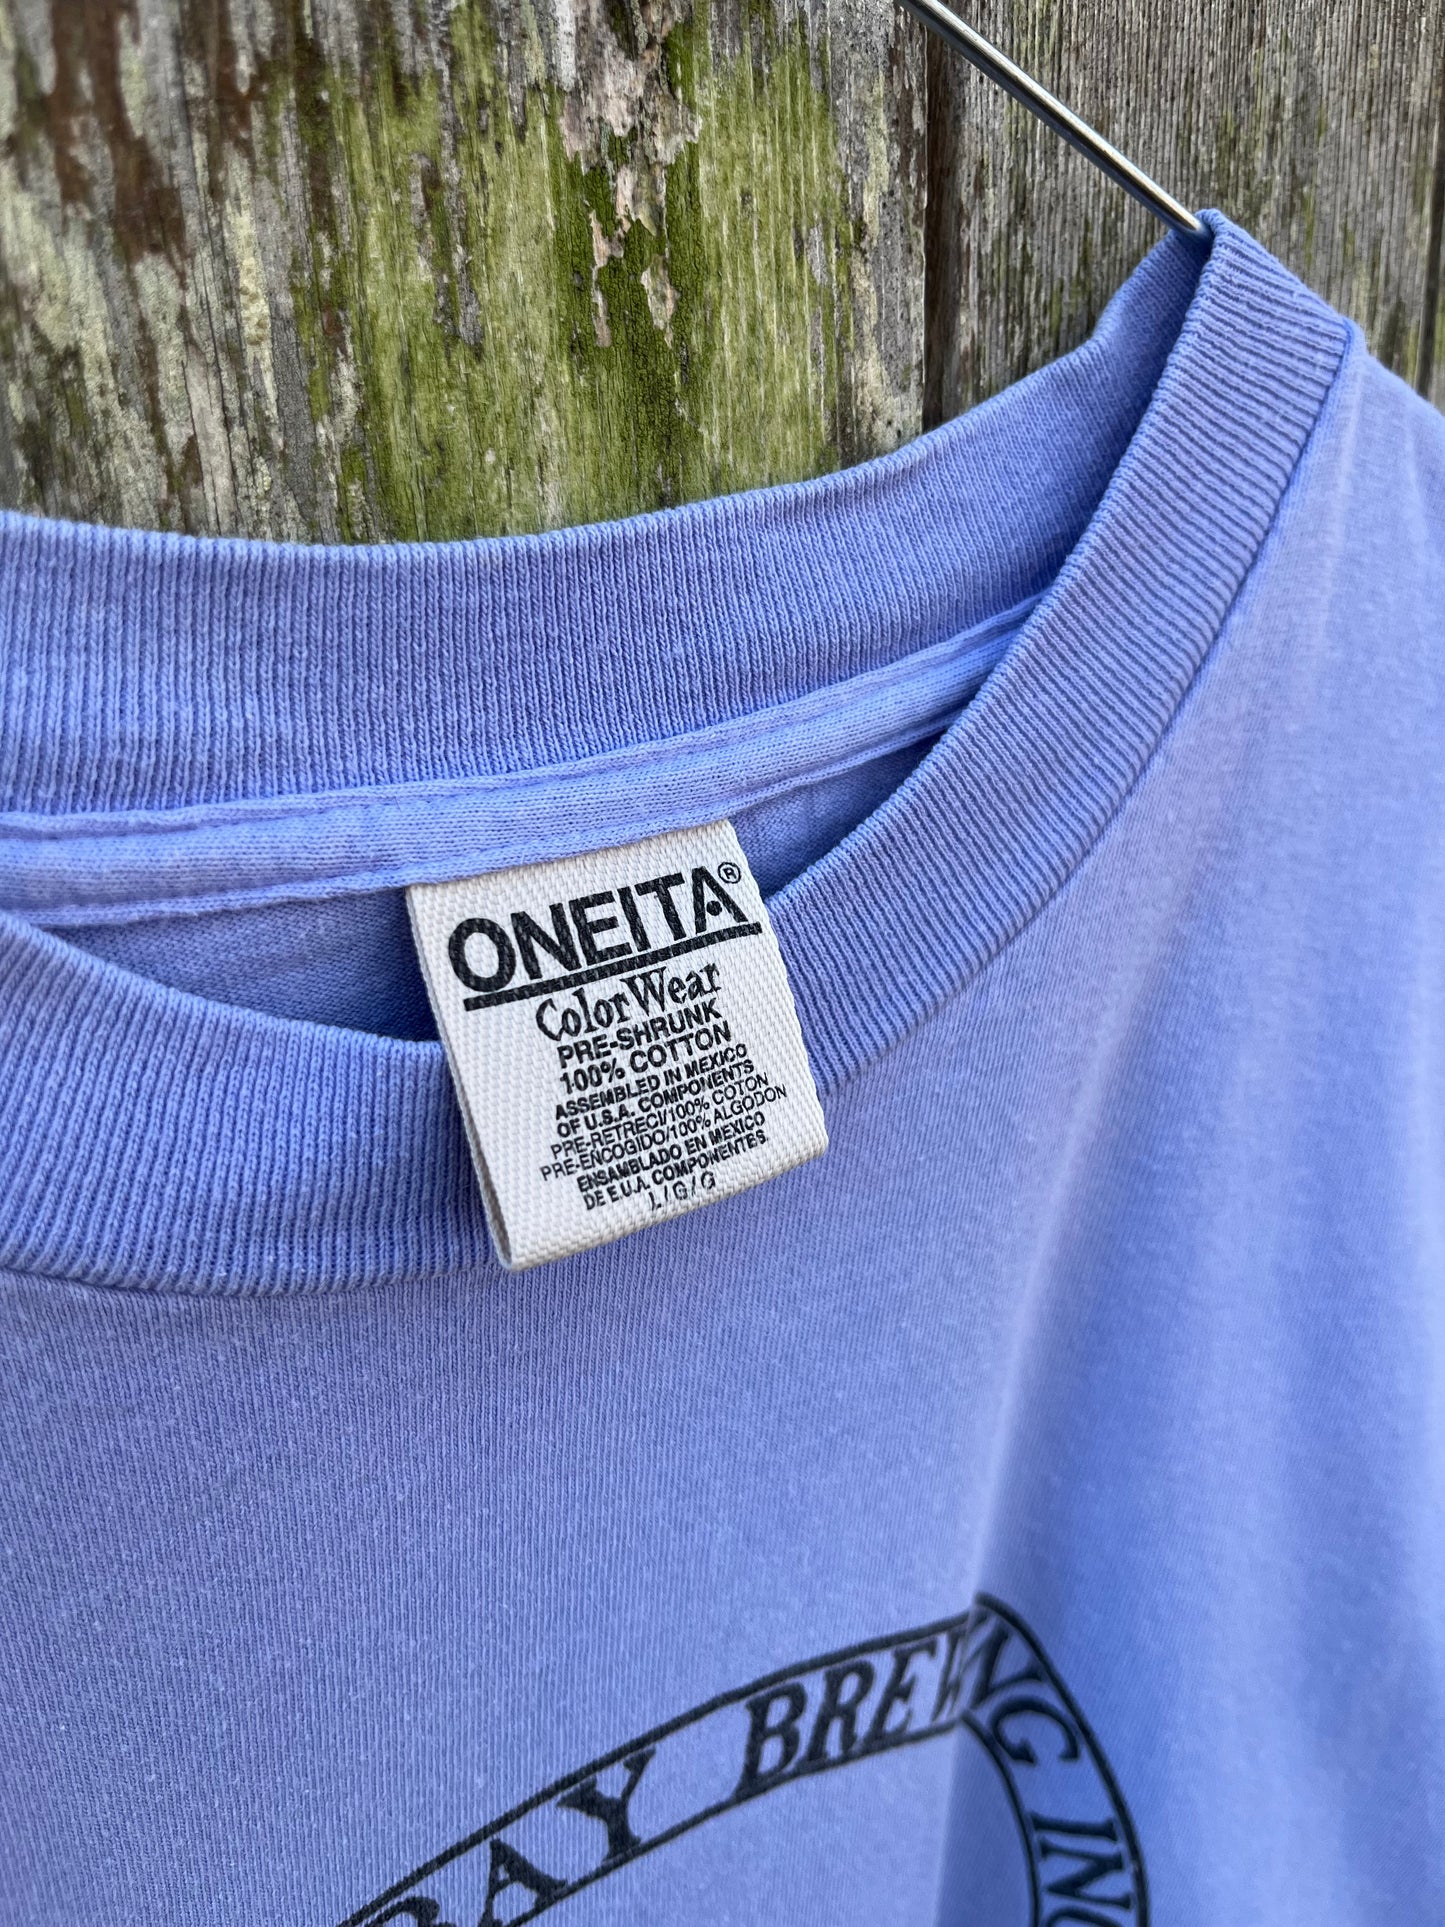 ONEITA®
Color Wear
PRE-SHRUNK
100% COTTON
ASSEMBLED IN MEXICO
OF U.S.A. COMPONENTS
PRE-RETRECI/100% COTON
PRE-ENCOGIDO/100% ALGODON
ENSAMBLADO EN MEXICO
DE E.U.A. COMPONENTES
L/G/G
BAY BREWING INC